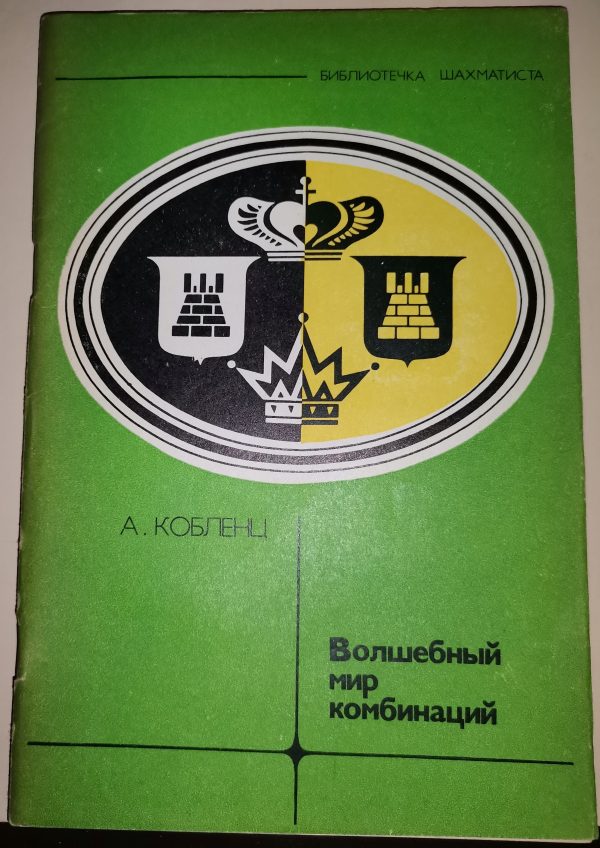 БИБЛИОТЕЧКА ШАХМАТИСТА
А. КОБЛЕНЦ
Волшебный
мир
комбинаций